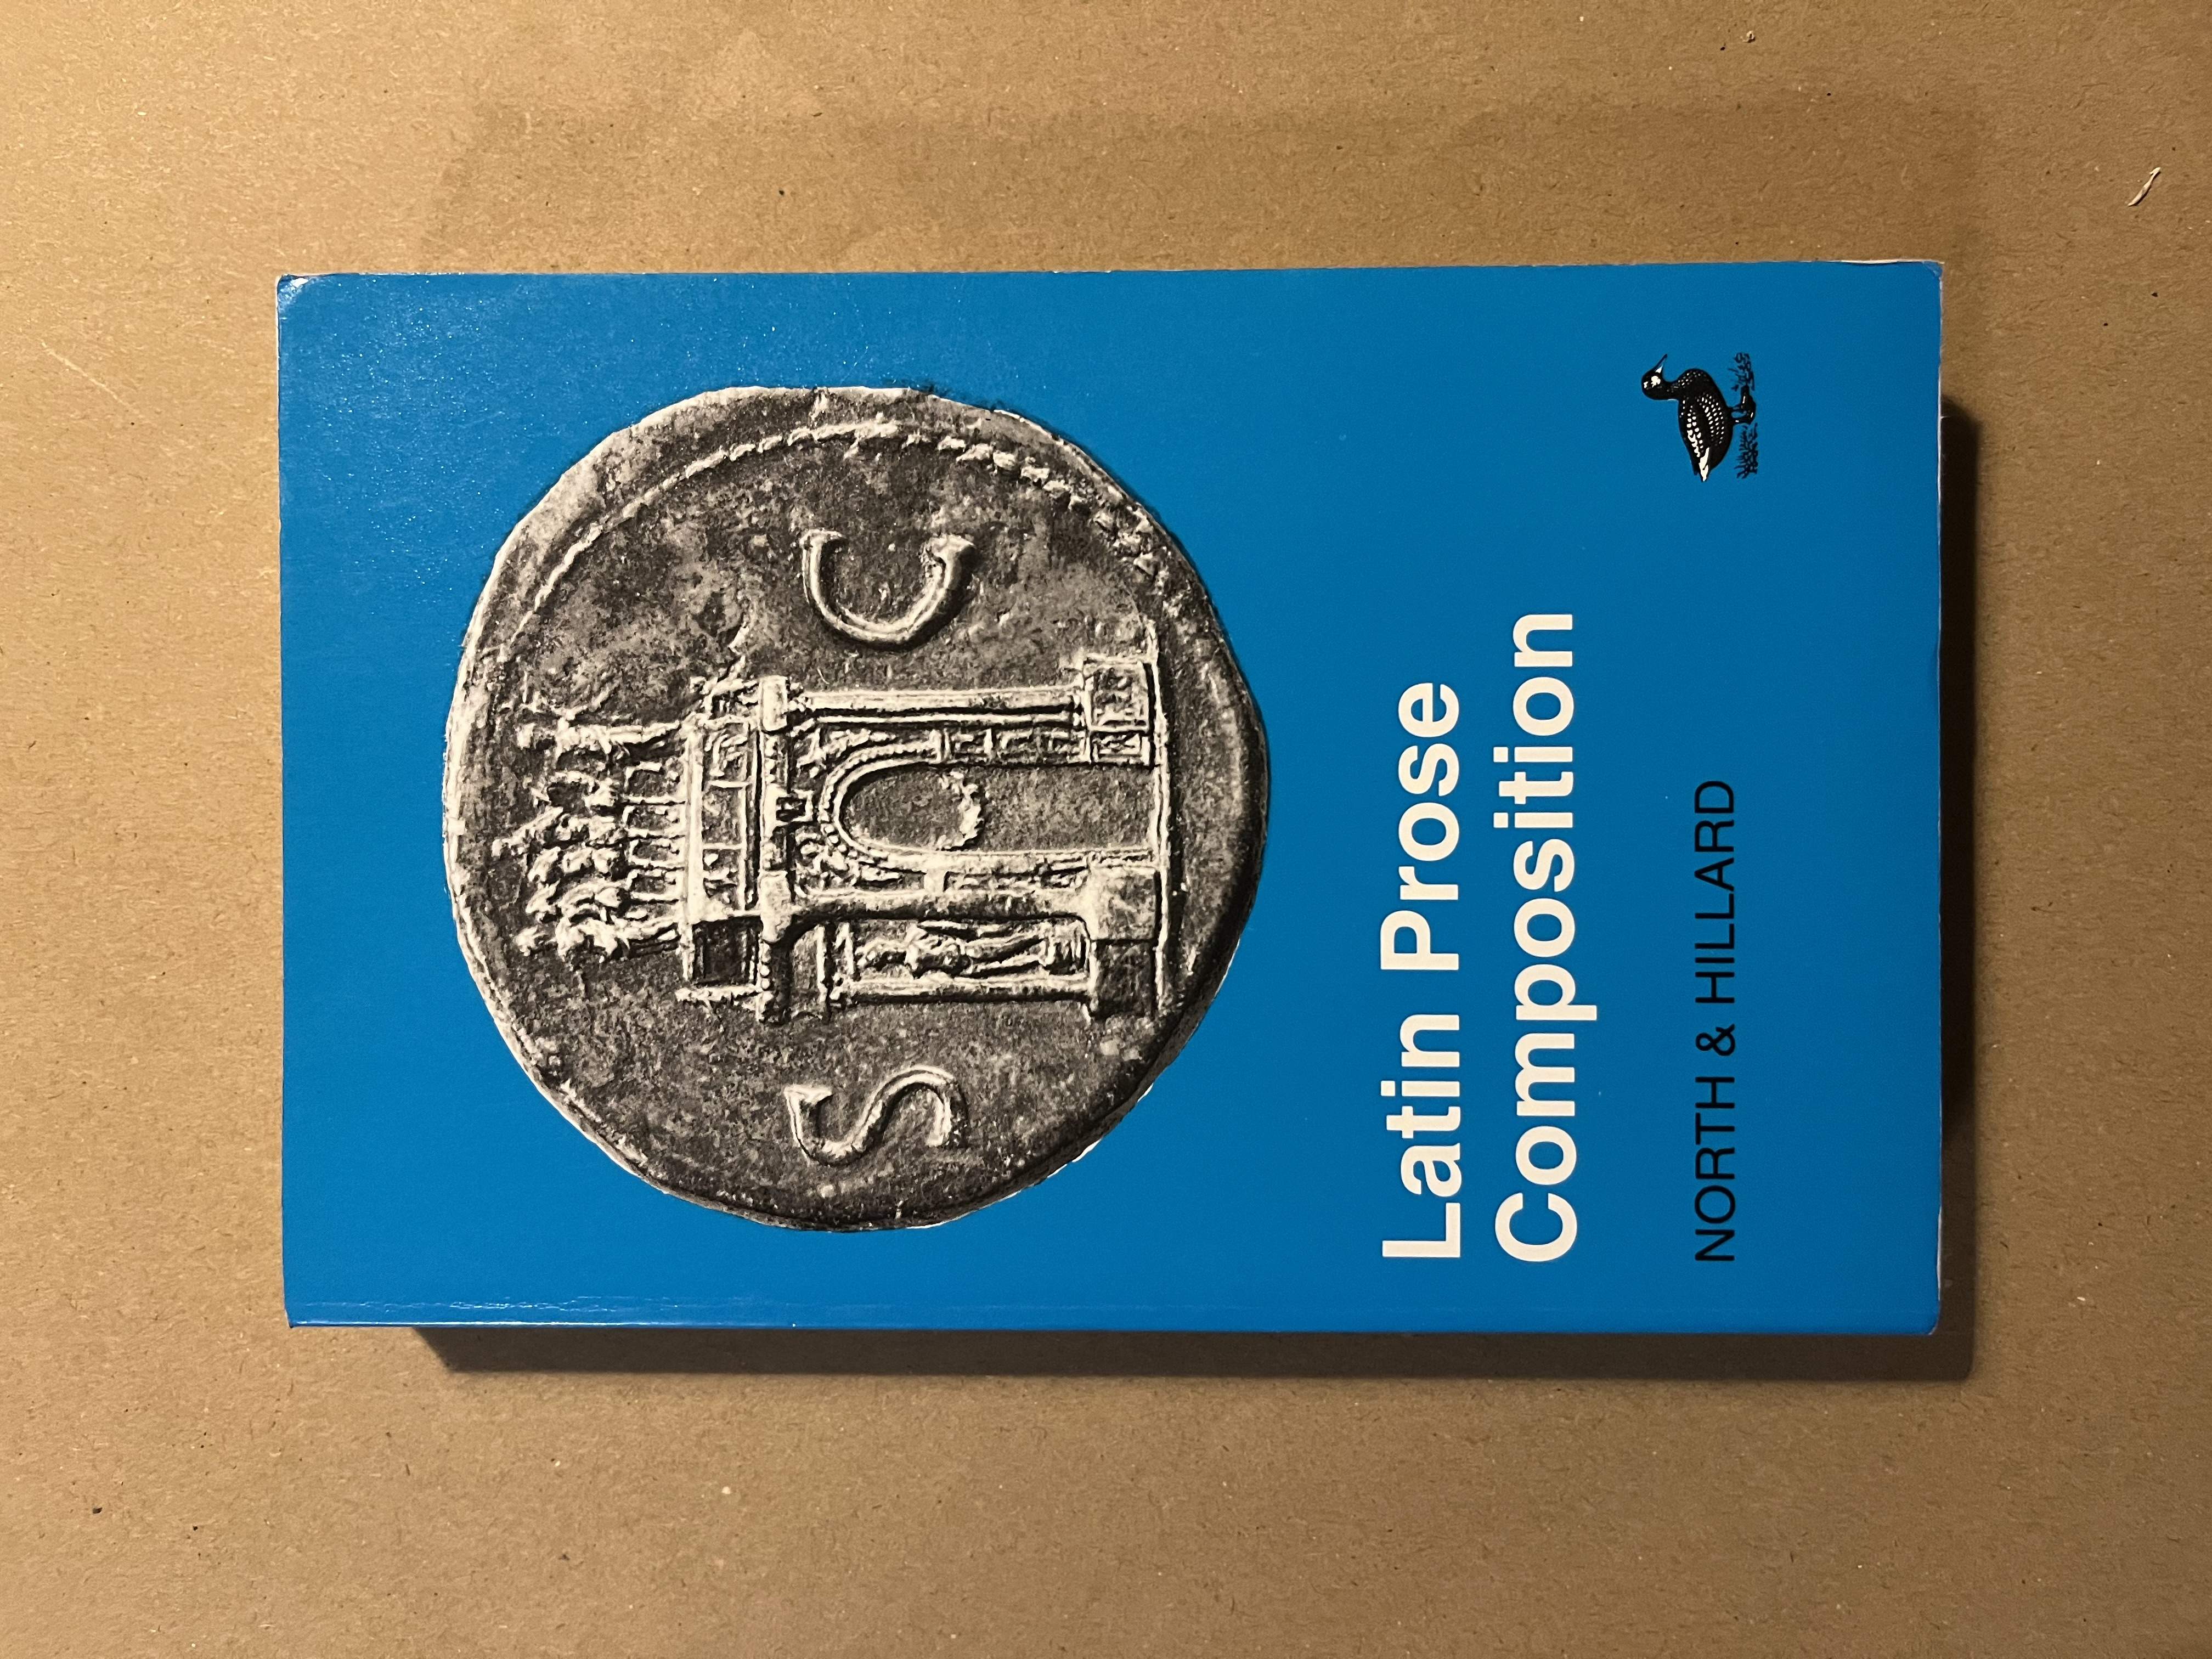 S C
Latin Prose
Composition
NORTH & HILLARD